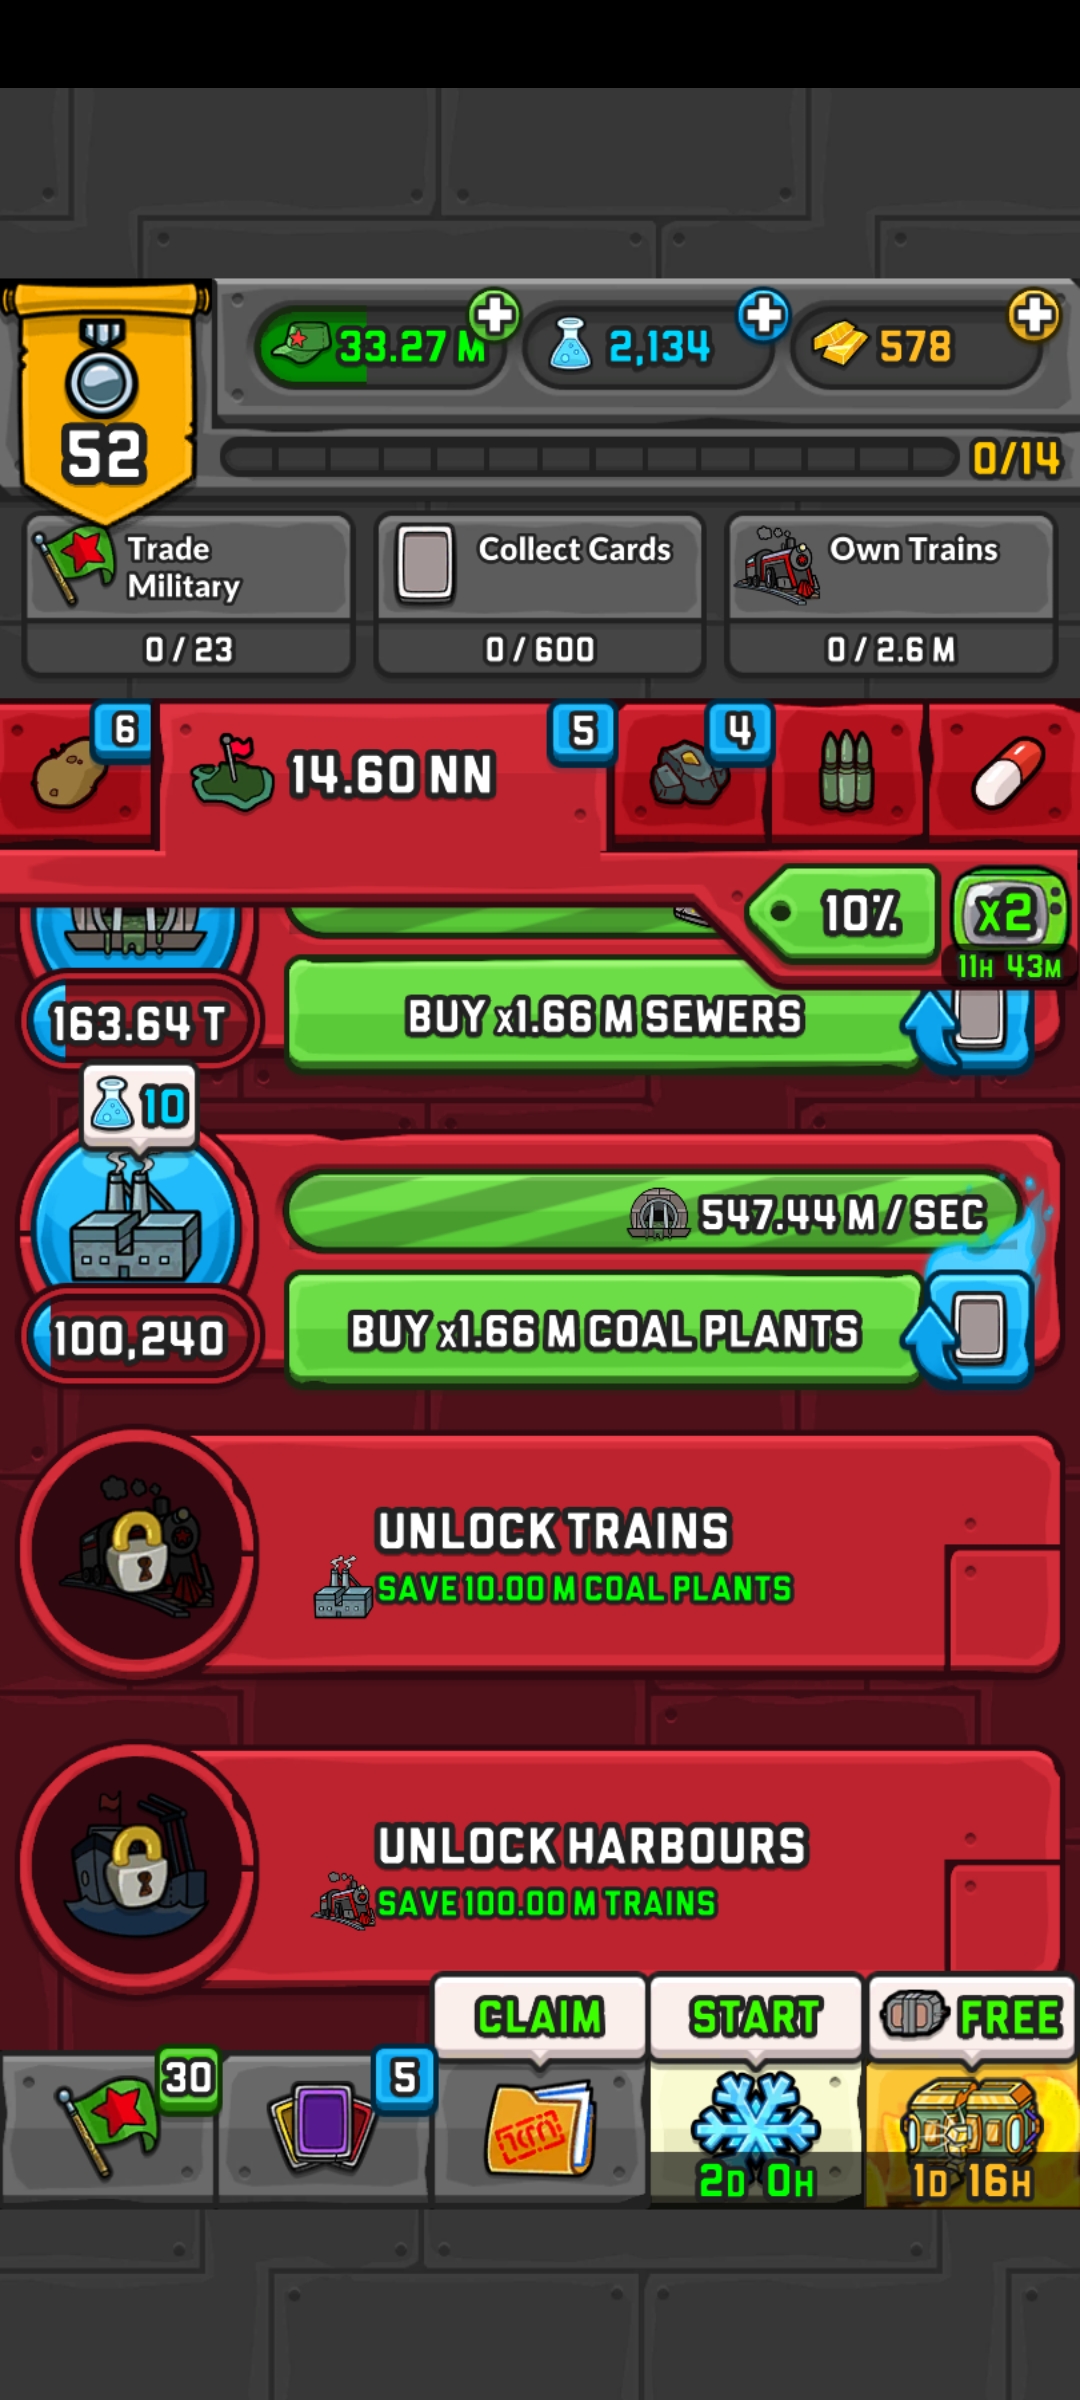 33.27 M
2,134
578
52
0/14
Trade
Military
0 / 23
Collect Cards
0 / 600
Own Trains
0 / 2.6 M
6
14.60 NN
5
4
10%
x2
11H 43M
163.64 T
BUY x1.66 M SEWERS
10
547.44 M / SEC
100,240
BUY x1.66 M COAL PLANTS
UNLOCK TRAINS
SAVE 10.00 M COAL PLANTS
UNLOCK HARBOURS
SAVE 100.00 M TRAINS
CLAIM
START
FREE
30
5
2D 0H
1D 16H